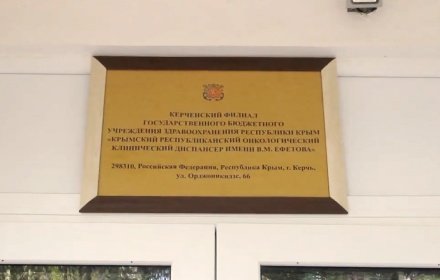 КЕРЧЕНСКИЙ ФИЛИАЛ
ГОСУДАРСТВЕННОГО БЮДЖЕТНОГО
УЧРЕЖДЕНИЯ ЗДРАВООХРАНЕНИЯ РЕСПУБЛИКИ КРЫМ
«КРЫМСКИЙ РЕСПУБЛИКАНСКИЙ ОНКОЛОГИЧЕСКИЙ
КЛИНИЧЕСКИЙ ДИСПАНСЕР ИМЕНИ В.М. ЕФЕТОВА»
298310, Российская Федерация, Республика Крым, г. Керчь,
ул. Орджоникидзе, 66